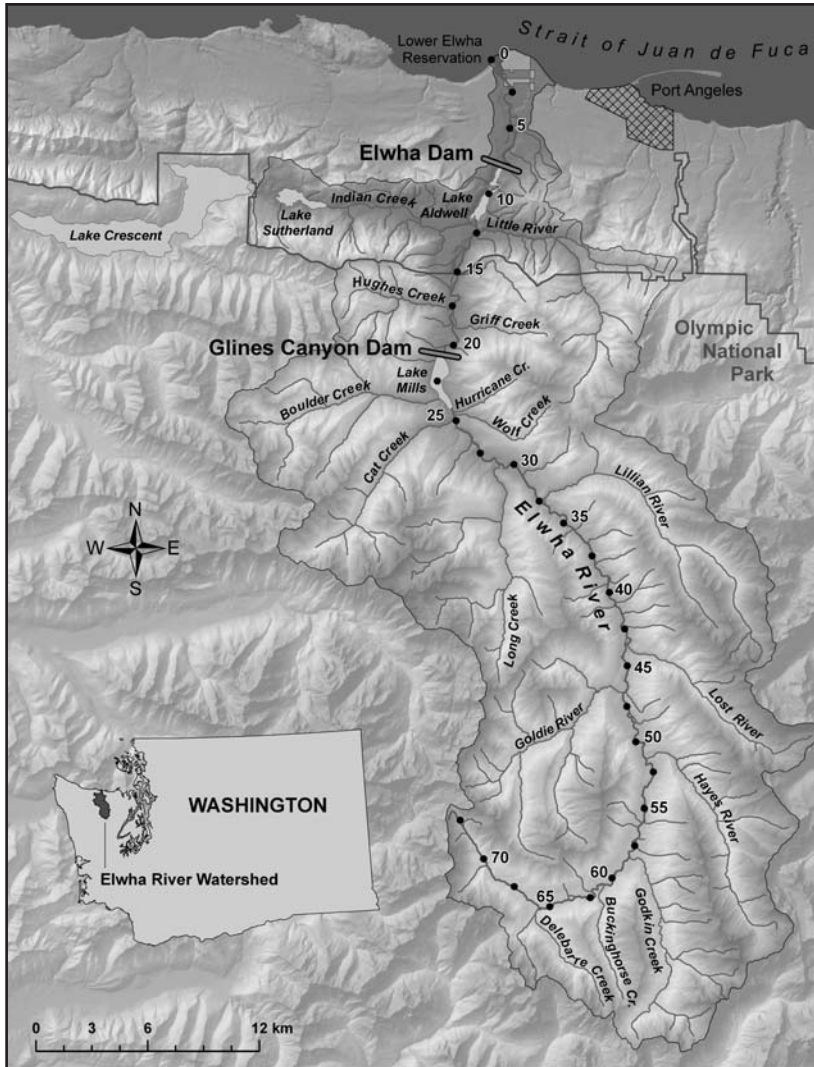 Strait of Juan de Fuca
Lower Elwha
Reservation
0
Port Angeles
5
Elwha Dam
10
Indian Creek
Lake
Aldwell
Lake
Sutherland
Little River
Lake Crescent
15
Hughes Creek
Griff Creek
Olympic
National
Park
20
Glines Canyon Dam
Lake
Mills
Hurricane Cr.
Boulder Creek
25
Wolf Creek
Cat Creek
30
Lillian River
35
Elwha River
N
W
E
S
40
Long Creek
45
Lost River
Goldie River
50
Hayes River
55
WASHINGTON
Elwha River Watershed
70
60
65
Delebarre Creek
Buckinghorse Cr.
Godkin Creek
0
3
6
12 km